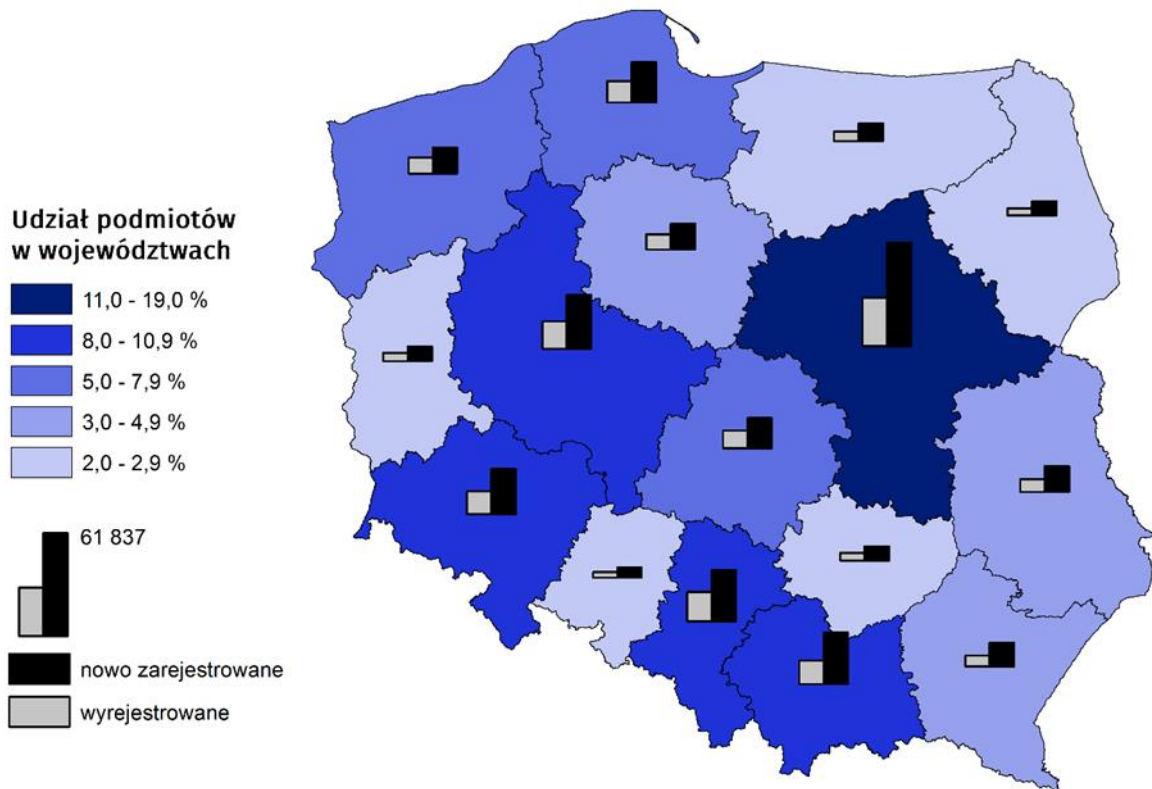 Udział podmiotów
w województwach
11,0 - 19,0 %
8,0 - 10,9 %
5,0 - 7,9 %
3,0 - 4,9 %
2,0 - 2,9 %
61 837
nowo zarejestrowane
wyrejestrowane